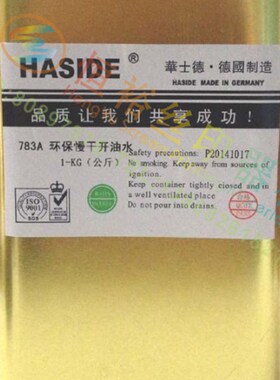 HASIDE ® 華士德·德國制造
HASIDE MADE IN GERMANY
品质让我们共享成功!
783A 环保慢干开油水
1-KG(公斤)
Safety precautions: P20141017
No smoking. Keep away from sources of
ignition.
Keep container tightly closed and in
a well ventilated place.
Do not pour into drains.
ISO
9001